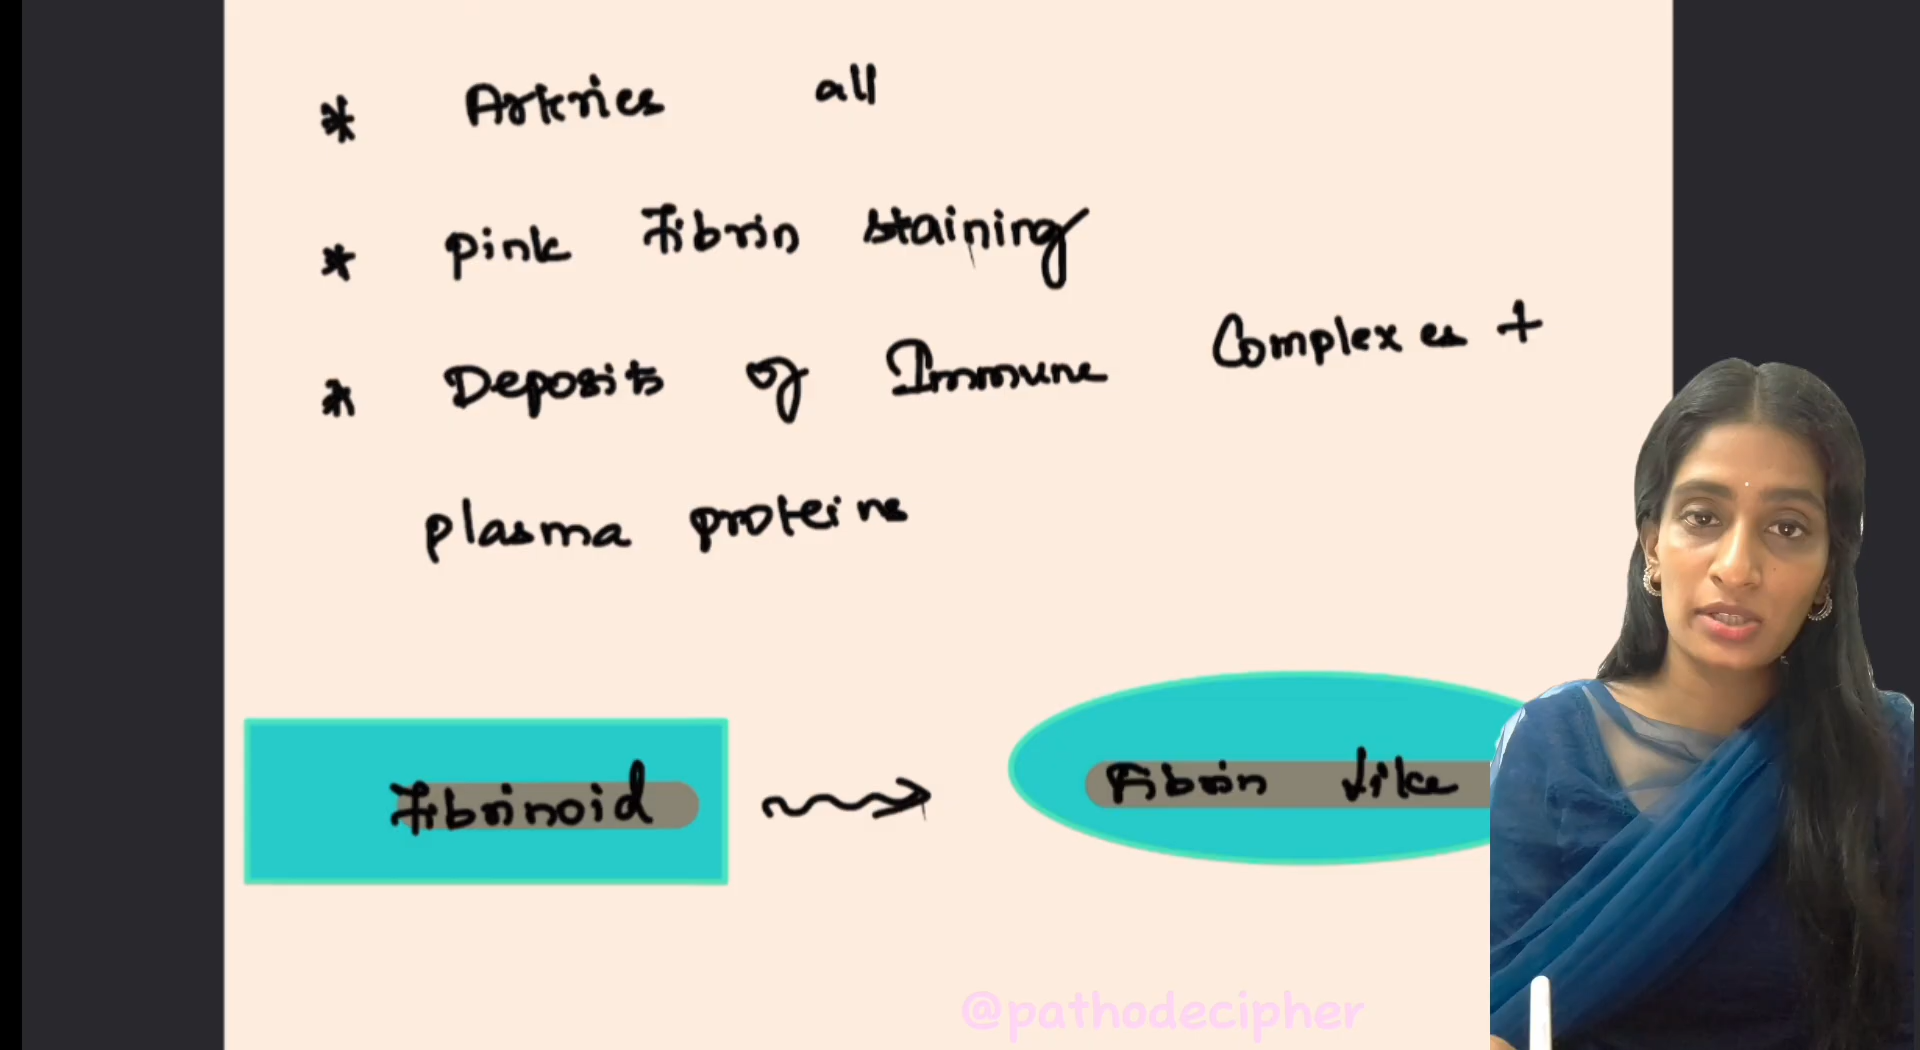 * Arteries all
* pink Fibrin staining
* Deposits of Immune Complexes +
plasma proteins
Fibrinoid
Fibrin like
@pathodecipher